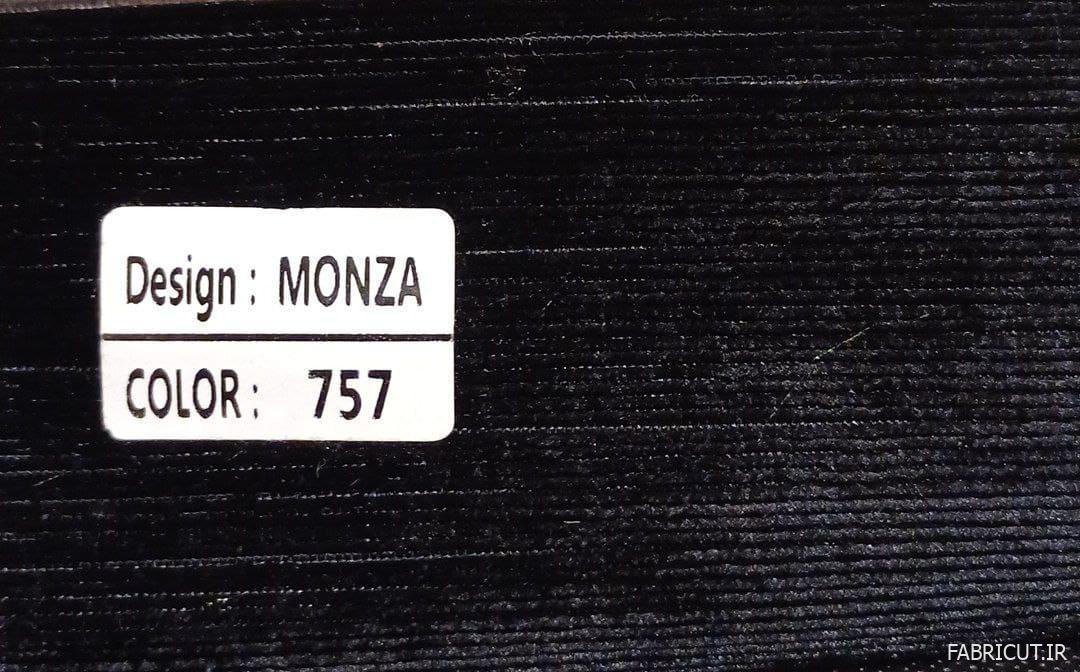 Design : MONZA
COLOR : 757
FABRICUT.IR